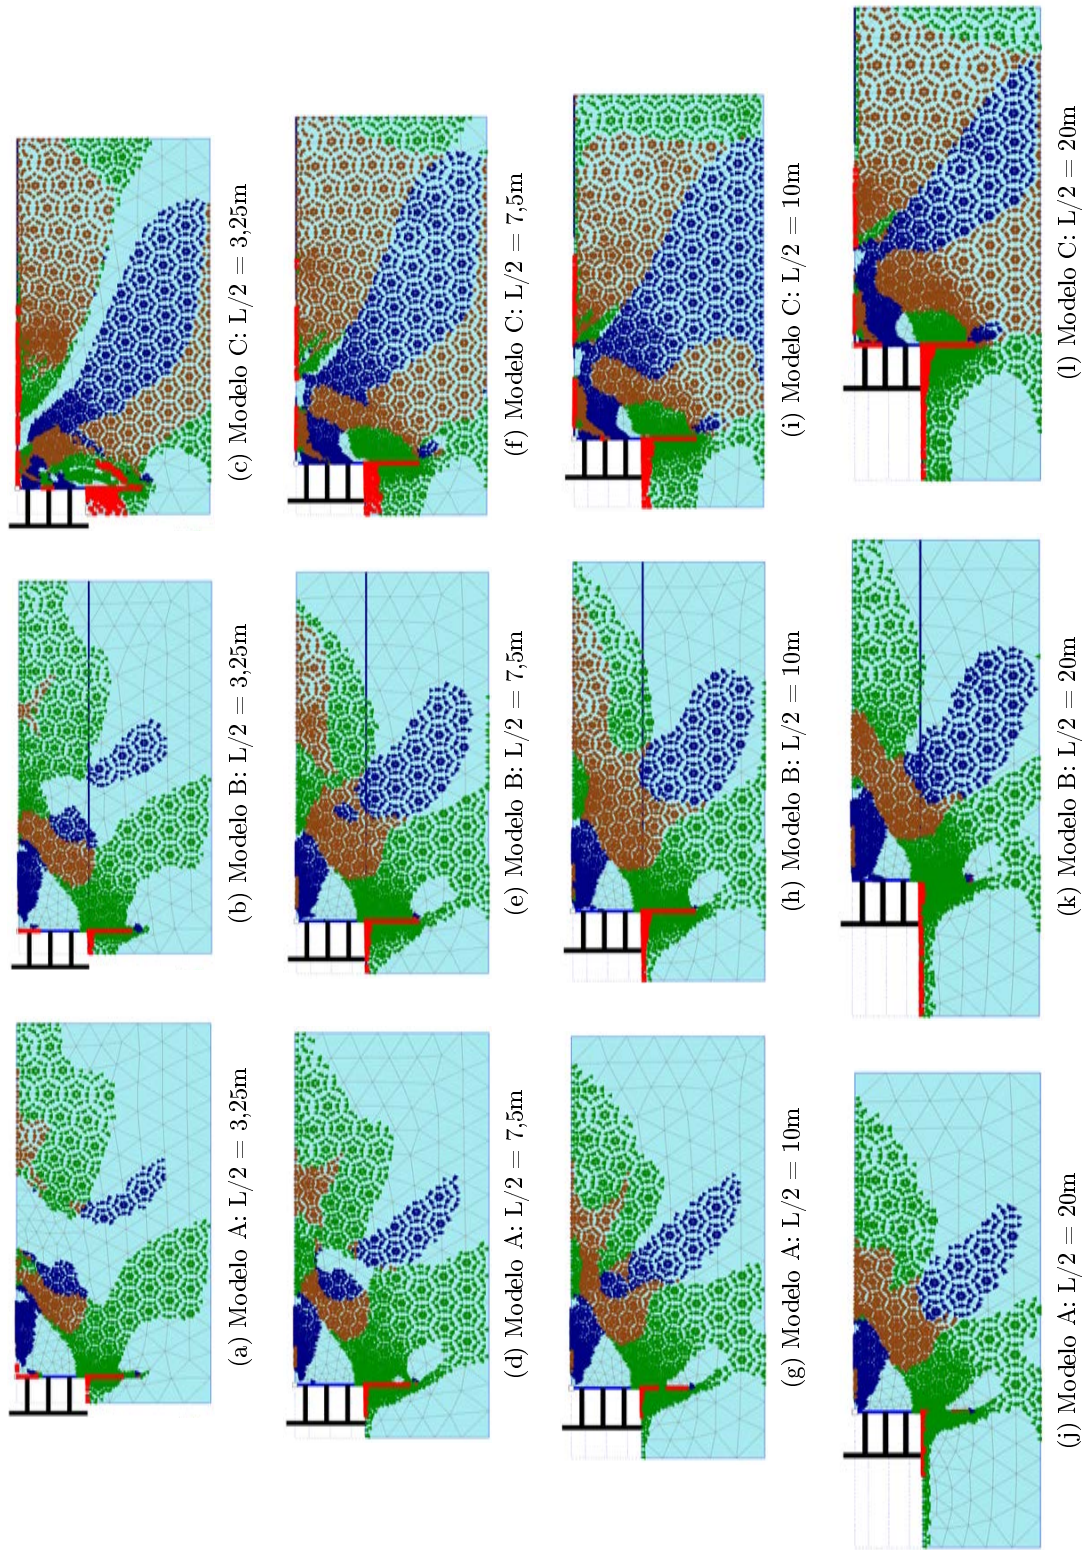 (a) Modelo A: L/2 = 3,25m
(b) Modelo B: L/2 = 3,25m
(c) Modelo C: L/2 = 3,25m
(d) Modelo A: L/2 = 7,5m
(e) Modelo B: L/2 = 7,5m
(f) Modelo C: L/2 = 7,5m
(g) Modelo A: L/2 = 10m
(h) Modelo B: L/2 = 10m
(i) Modelo C: L/2 = 10m
(j) Modelo A: L/2 = 20m
(k) Modelo B: L/2 = 20m
(l) Modelo C: L/2 = 20m